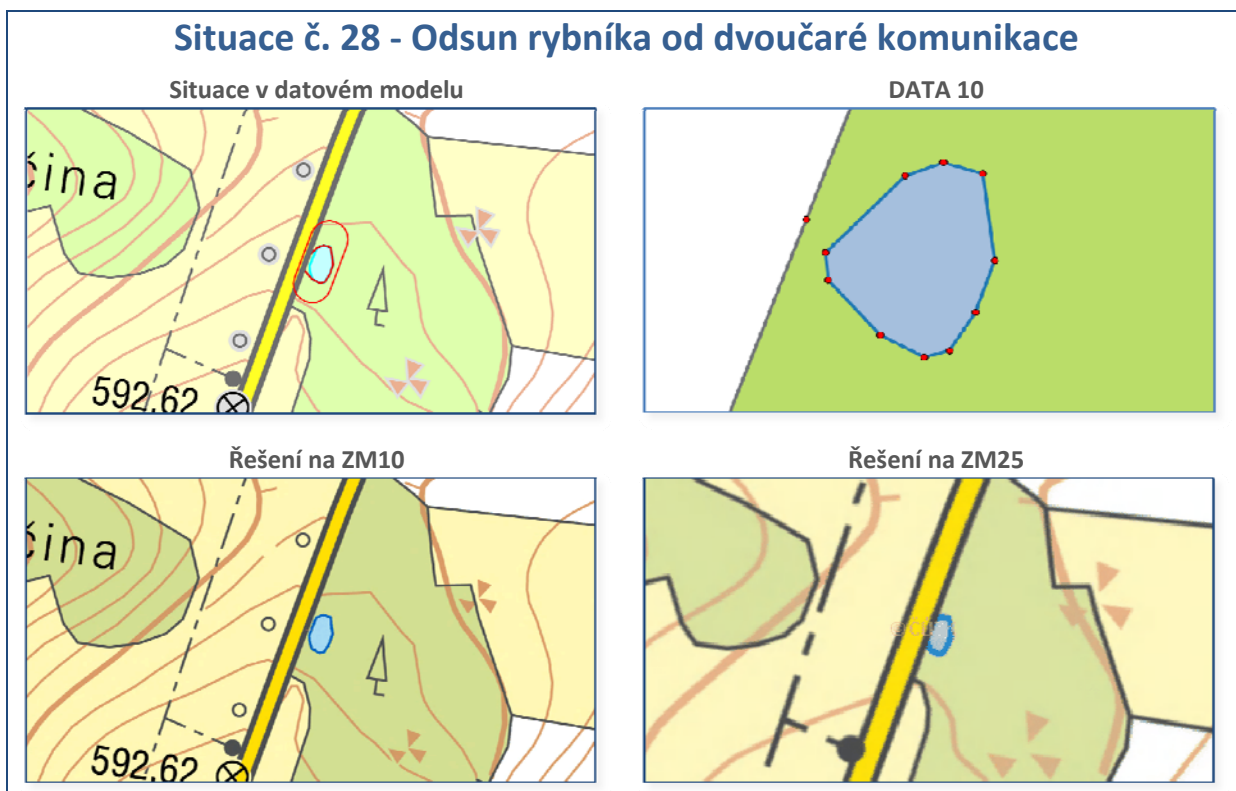 Situace č. 28 - Odsun rybníka od dvoučaré komunikace
Situace v datovém modelu
DATA 10
čina
592.62
Řešení na ZM10
Řešení na ZM25
čina
592.62